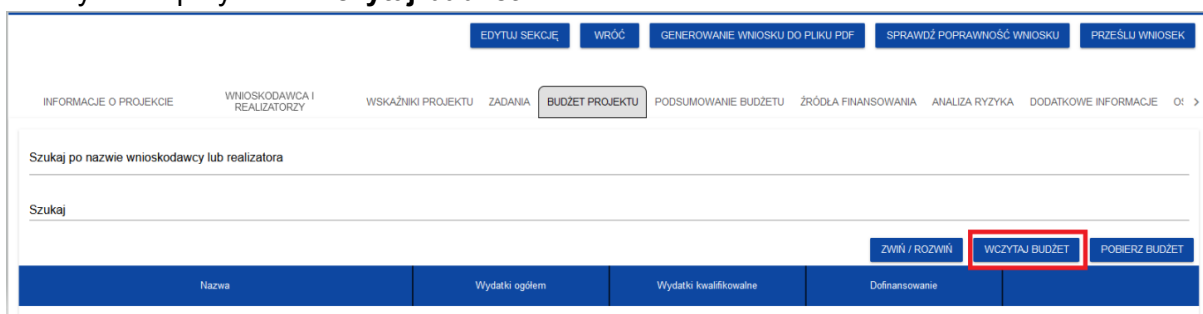 EDYTUJ SEKCJĘ WRÓĆ GENEROWANIE WNIOSKU DO PLIKU PDF SPRAWDŹ POPRAWNOŚĆ WNIOSKU PRZEŚLIJ WNIOSEK
INFORMACJE O PROJEKCIE WNIOSKODAWCA I REALIZATORZY WSKAŹNIKI PROJEKTU ZADANIA BUDŻET PROJEKTU PODSUMOWANIE BUDŻETU ŹRÓDŁA FINANSOWANIA ANALIZA RYZYKA DODATKOWE INFORMACJE
Szukaj po nazwie wnioskodawcy lub realizatora
Szukaj
ZWIŃ / ROZWIŃ WCZYTAJ BUDŻET POBIERZ BUDŻET
Nazwa Wydatki ogółem Wydatki kwalifikowalne Dofinansowanie